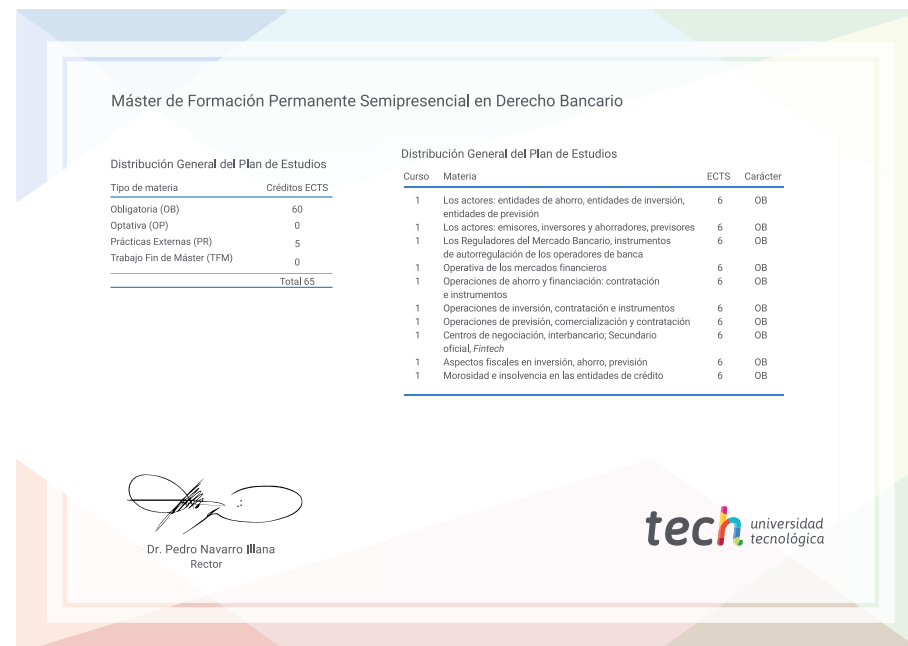 Máster de Formación Permanente Semipresencial en Derecho Bancario
Distribución General del Plan de Estudios
Tipo de materia Créditos ECTS
Obligatoria (OB) 60
Optativa (OP) 0
Prácticas Externas (PR) 5
Trabajo Fin de Máster (TFM) 0
Total 65
Distribución General del Plan de Estudios
Curso Materia ECTS Carácter
1 Los actores: entidades de ahorro, entidades de inversión, 6 OB
entidades de previsión
1 Los actores: emisores, inversores y ahorradores, previsores 6 OB
1 Los Reguladores del Mercado Bancario, instrumentos 6 OB
de autorregulación de los operadores de banca
1 Operativa de los mercados financieros 6 OB
1 Operaciones de ahorro y financiación: contratación 6 OB
e instrumentos
1 Operaciones de inversión, contratación e instrumentos 6 OB
1 Operaciones de previsión, comercialización y contratación 6 OB
1 Centros de negociación, interbancario; Secundario 6 OB
oficial, Fintech
1 Aspectos fiscales en inversión, ahorro, previsión 6 OB
1 Morosidad e insolvencia en las entidades de crédito 6 OB
Dr. Pedro Navarro Illana
Rector
tech universidad
tecnológica